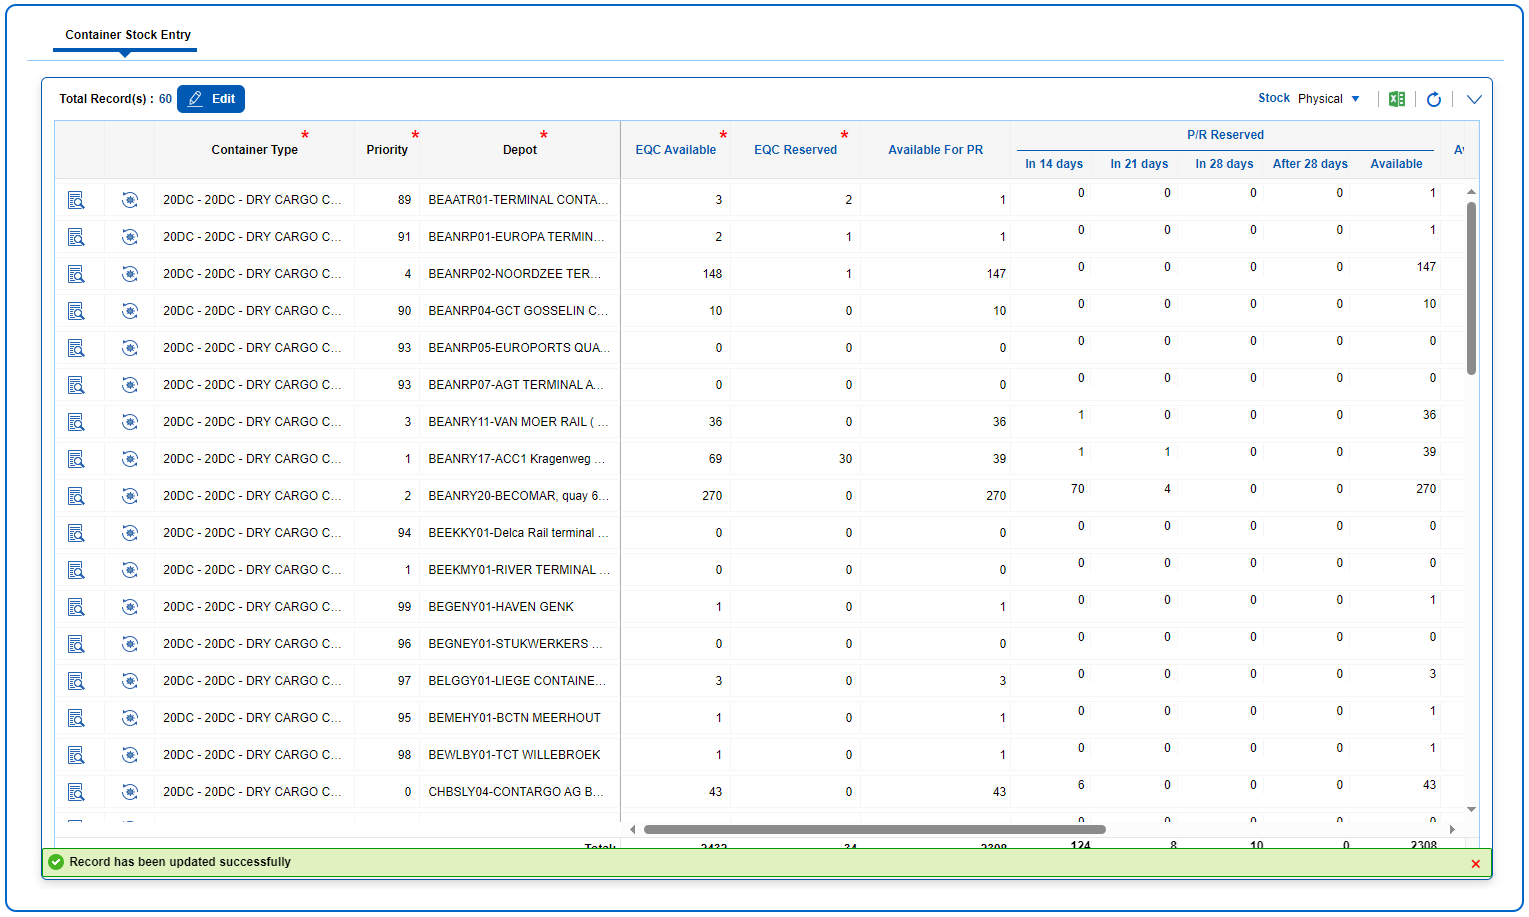 Container Stock Entry
Total Record(s) : 60 Edit Stock Physical
Container Type * Priority * Depot * EQC Available * EQC Reserved * Available For PR P/R Reserved
In 14 days In 21 days In 28 days After 28 days Available
20DC - 20DC - DRY CARGO C... 89 BEAATR01-TERMINAL CONTA... 3 2 1 0 0 0 0 1
20DC - 20DC - DRY CARGO C... 91 BEANRP01-EUROPA TERMIN... 2 1 1 0 0 0 0 1
20DC - 20DC - DRY CARGO C... 4 BEANRP02-NOORDZEE TER... 148 1 147 0 0 0 0 147
20DC - 20DC - DRY CARGO C... 90 BEANRP04-GCT GOSSELIN C... 10 0 10 0 0 0 0 10
20DC - 20DC - DRY CARGO C... 93 BEANRP05-EUROPORTS QUA... 0 0 0 0 0 0 0 0
20DC - 20DC - DRY CARGO C... 93 BEANRP07-AGT TERMINAL A... 0 0 0 0 0 0 0 0
20DC - 20DC - DRY CARGO C... 3 BEANRY11-VAN MOER RAIL ( ... 36 0 36 1 0 0 0 36
20DC - 20DC - DRY CARGO C... 1 BEANRY17-ACC1 Kragenweg ... 69 30 39 1 1 0 0 39
20DC - 20DC - DRY CARGO C... 2 BEANRY20-BECOMAR, quay 6... 270 0 270 70 4 0 0 270
20DC - 20DC - DRY CARGO C... 94 BEEKKY01-Delca Rail terminal ... 0 0 0 0 0 0 0 0
20DC - 20DC - DRY CARGO C... 1 BEEKMY01-RIVER TERMINAL ... 0 0 0 0 0 0 0 0
20DC - 20DC - DRY CARGO C... 99 BEGENY01-HAVEN GENK 1 0 1 0 0 0 0 1
20DC - 20DC - DRY CARGO C... 96 BEGNEY01-STUKWERKERS ... 0 0 0 0 0 0 0 0
20DC - 20DC - DRY CARGO C... 97 BELGGY01-LIEGE CONTAINE... 3 0 3 0 0 0 0 3
20DC - 20DC - DRY CARGO C... 95 BEMEHY01-BCTN MEERHOUT 1 0 1 0 0 0 0 1
20DC - 20DC - DRY CARGO C... 98 BEWLBY01-TCT WILLEBROEK 1 0 1 0 0 0 0 1
20DC - 20DC - DRY CARGO C... 0 CHBSLY04-CONTARGO AG B... 43 0 43 6 0 0 0 43
0 0 0 0 0
Total: 2432 34 2398 124 8 10 0 2308
Record has been updated successfully